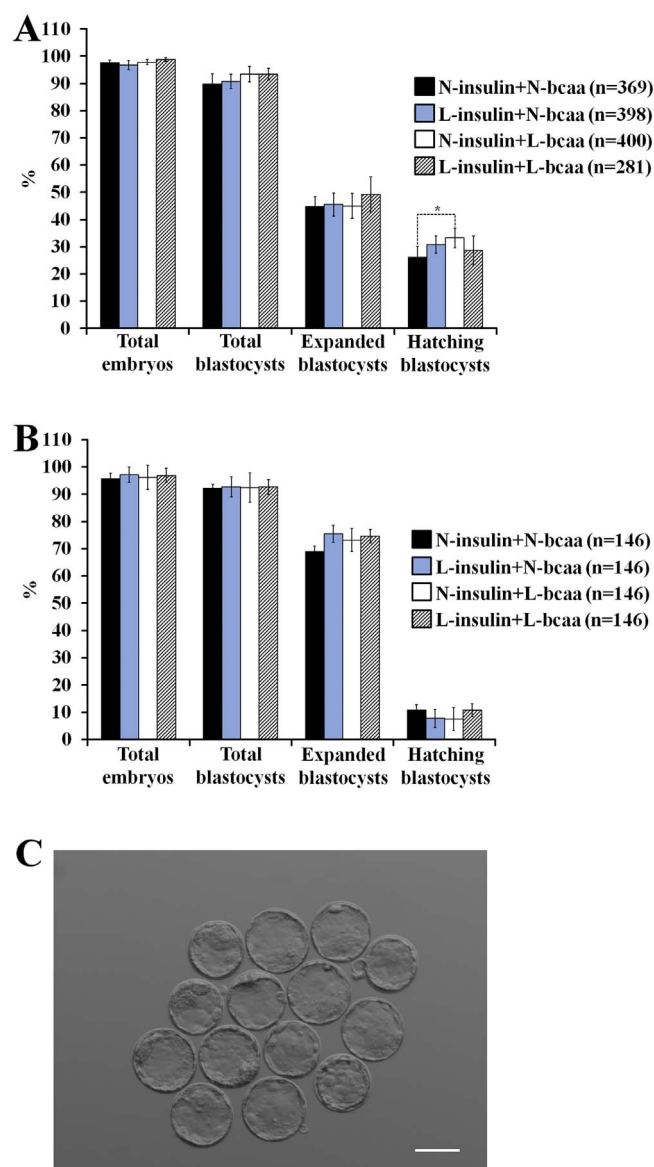 A
110
100
90
80
70
60
50
40
30
20
10
0
%
N-insulin+N-bcaa (n=369)
L-insulin+N-bcaa (n=398)
N-insulin+L-bcaa (n=400)
L-insulin+L-bcaa (n=281)
*
Total
embryos
Total
blastocysts
Expanded
blastocysts
Hatching
blastocysts
B
110
100
90
80
70
60
50
40
30
20
10
0
%
N-insulin+N-bcaa (n=146)
L-insulin+N-bcaa (n=146)
N-insulin+L-bcaa (n=146)
L-insulin+L-bcaa (n=146)
Total
embryos
Total
blastocysts
Expanded
blastocysts
Hatching
blastocysts
C